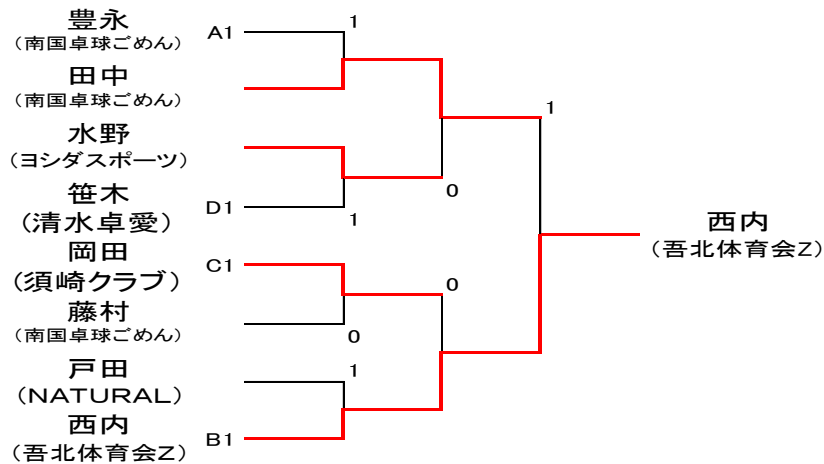 豊永
(南国卓球ごめん)
A1
1
田中
(南国卓球ごめん)
1
水野
(ヨシダスポーツ)
0
笹木
(清水卓愛)
D1
1
西内
(吾北体育会Z)
岡田
(須崎クラブ)
C1
0
藤村
(南国卓球ごめん)
0
戸田
(NATURAL)
1
西内
(吾北体育会Z)
B1